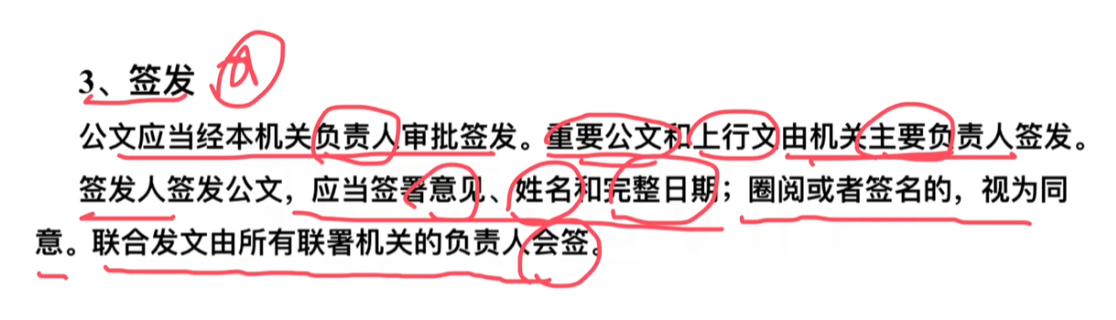 3、签发
公文应当经本机关负责人审批签发。重要公文和上行文由机关主要负责人签发。
签发人签发公文，应当签署意见、姓名和完整日期；圈阅或者签名的，视为同
意。联合发文由所有联署机关的负责人会签。